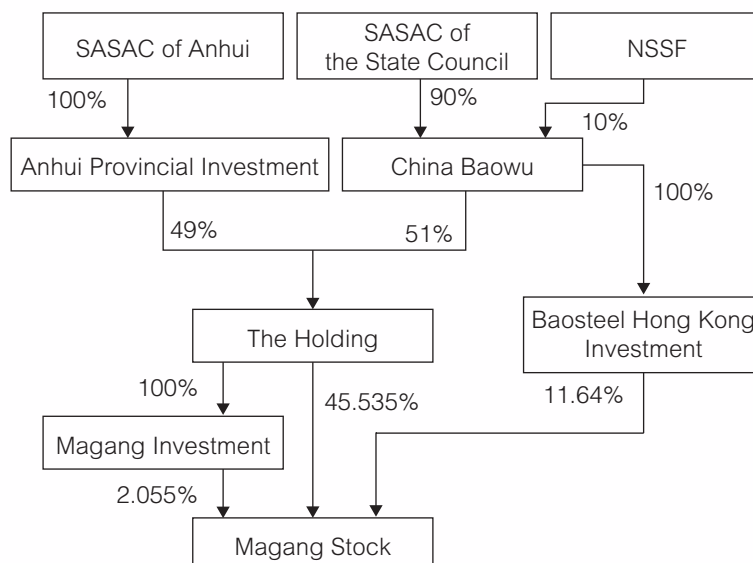 SASAC of Anhui
SASAC of
the State Council
NSSF
100%
90%
10%
Anhui Provincial Investment
China Baowu
100%
49%
51%
The Holding
Baosteel Hong Kong
Investment
100%
45.535%
11.64%
Magang Investment
2.055%
Magang Stock